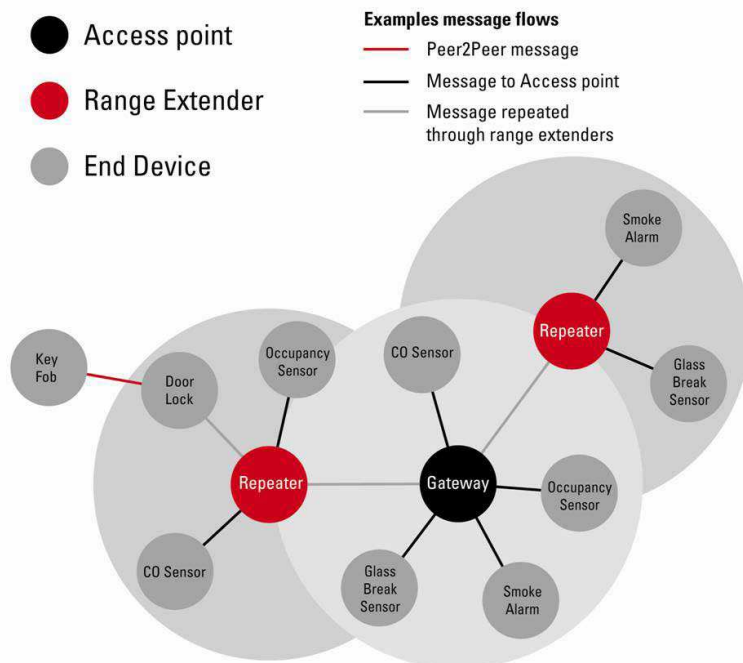 Access point
Range Extender
End Device
Examples message flows
Peer2Peer message
Message to Access point
Message repeated
through range extenders
Smoke
Alarm
Repeater
Glass
Break
Sensor
Key
Fob
Door
Lock
Occupancy
Sensor
CO Sensor
Repeater
Gateway
Occupancy
Sensor
CO Sensor
Glass
Break
Sensor
Smoke
Alarm